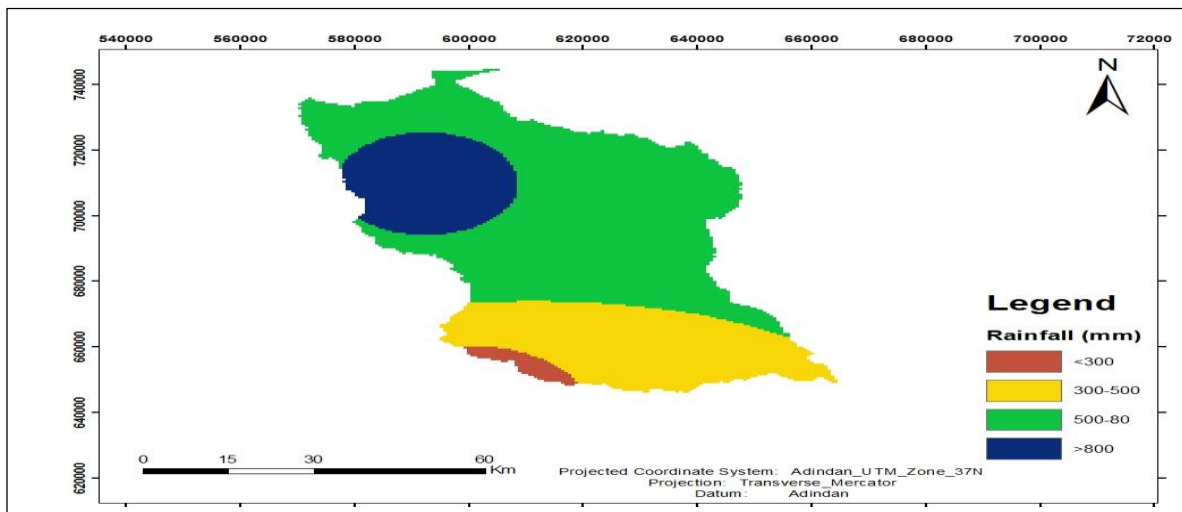 540000 560000 580000 600000 620000 640000 660000 680000 700000 72000
740000
720000
700000
680000
660000
640000
620000
N
Legend
Rainfall (mm)
<300
300-500
500-80
>800
0 15 30 60
Km
Projected Coordinate System: Adindan_UTM_Zone_37N
Projection: Transverse_Mercator
Datum: Adindan